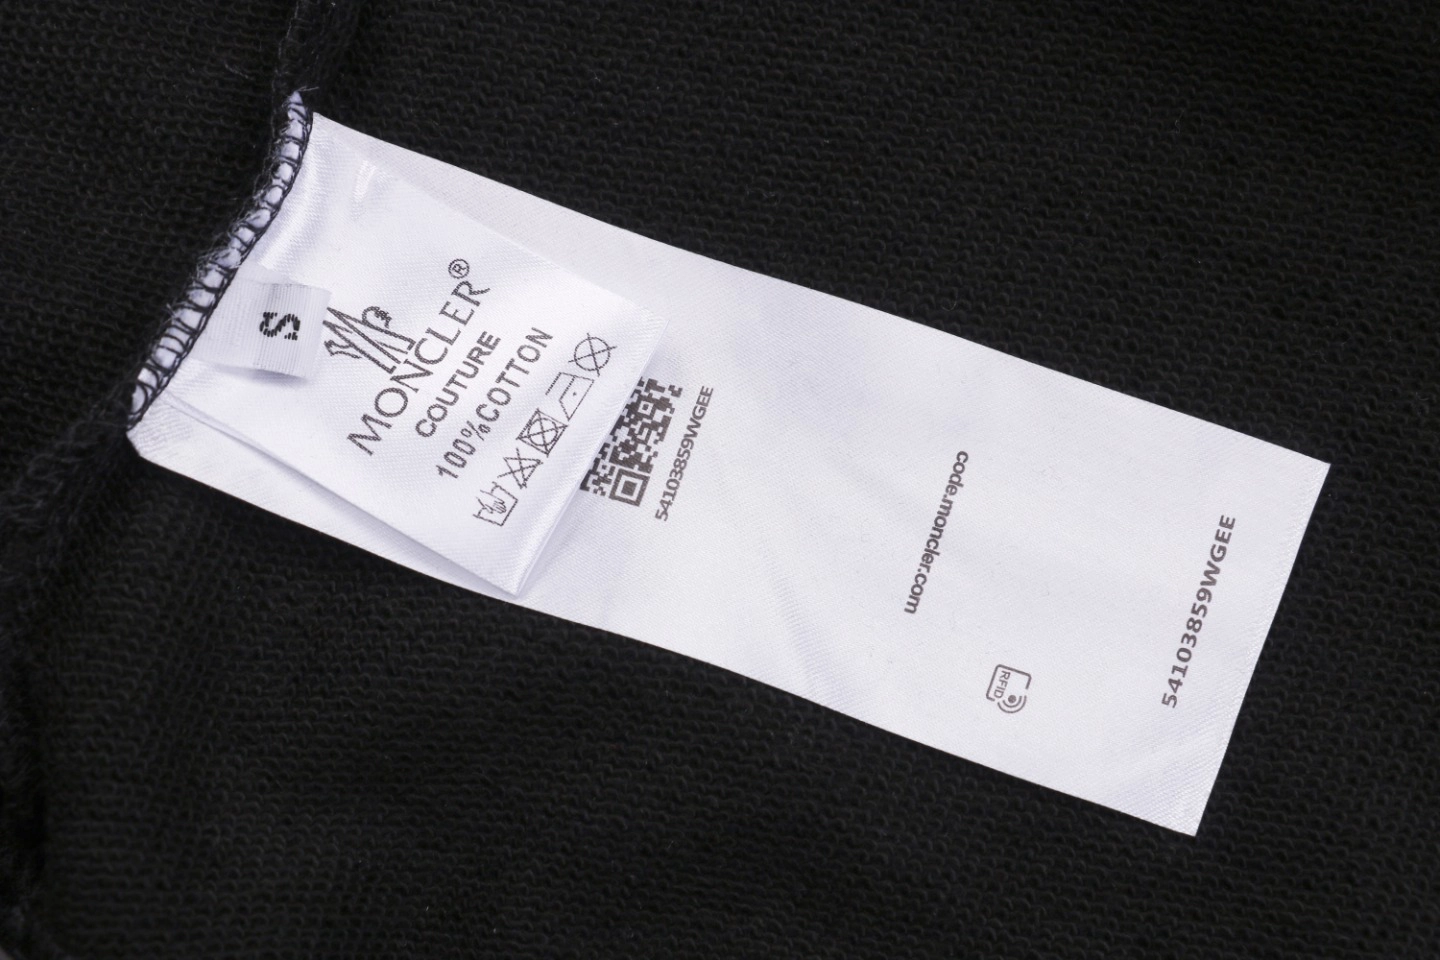 S
MONCLER®
COUTURE
100%COTTON
54103859WGEE
code.moncler.com
RFID
54103859WGEE